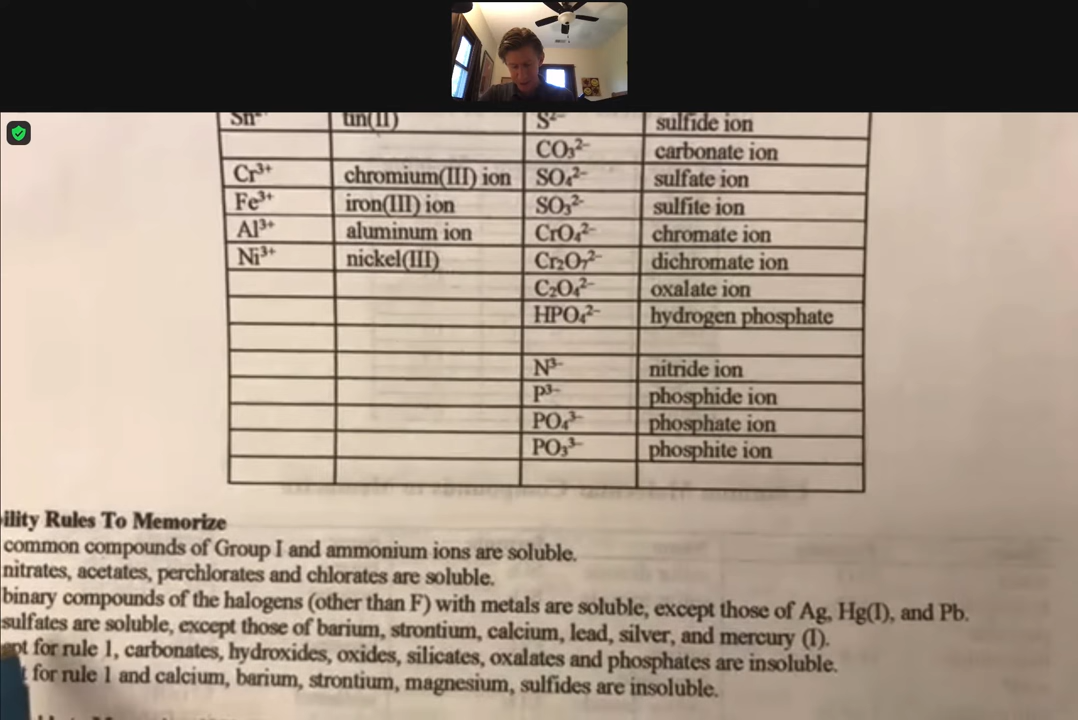 Sn²⁺ tin(II) S²⁻ sulfide ion
CO₃²⁻ carbonate ion
Cr³⁺ chromium(III) ion SO₄²⁻ sulfate ion
Fe³⁺ iron(III) ion SO₃²⁻ sulfite ion
Al³⁺ aluminum ion CrO₄²⁻ chromate ion
Ni³⁺ nickel(III) Cr₂O₇²⁻ dichromate ion
C₂O₄²⁻ oxalate ion
HPO₄²⁻ hydrogen phosphate
N³⁻ nitride ion
P³⁻ phosphide ion
PO₄³⁻ phosphate ion
PO₃³⁻ phosphite ion
ility Rules To Memorize
common compounds of Group I and ammonium ions are soluble.
nitrates, acetates, perchlorates and chlorates are soluble.
binary compounds of the halogens (other than F) with metals are soluble, except those of Ag, Hg(I), and Pb.
sulfates are soluble, except those of barium, strontium, calcium, lead, silver, and mercury (I).
ept for rule 1, carbonates, hydroxides, oxides, silicates, oxalates and phosphates are insoluble.
t for rule 1 and calcium, barium, strontium, magnesium, sulfides are insoluble.